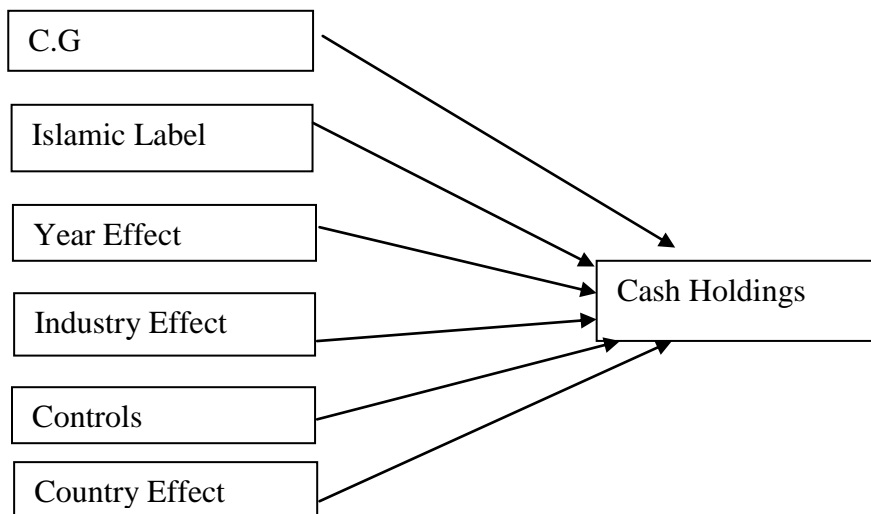 C.G
Islamic Label
Year Effect
Cash Holdings
Industry Effect
Controls
Country Effect